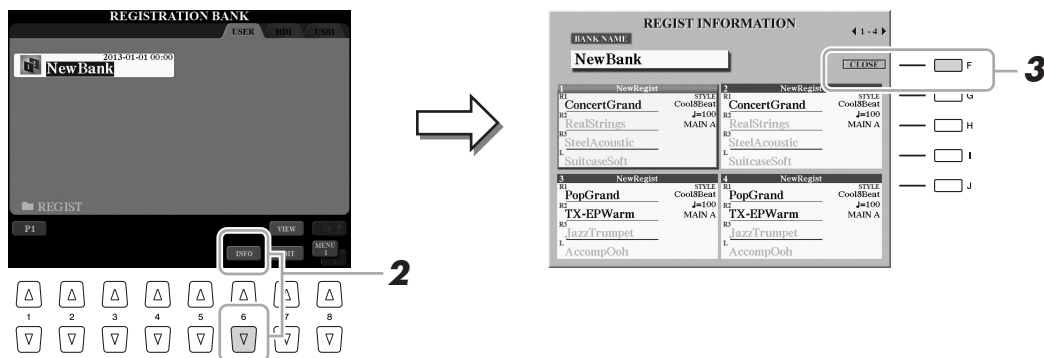 REGISTRATION BANK
USER HD1 USB1
2013-01-01 00:00
NewBank
REGIST
P1 VIEW UP
INFO EDIT MENU 1
1 2 3 4 5 6 7 8
2
REGIST INFORMATION
BANK NAME
1 - 4
NewBank
CLOSE
F
3
G
H
I
J
1 NewRegist
R1 STYLE
ConcertGrand Cool8Beat
R2 ♩=100
RealStrings MAIN A
R3
SteelAcoustic
L
SuitcaseSoft
2 NewRegist
R1 STYLE
ConcertGrand Cool8Beat
R2 ♩=100
RealStrings MAIN A
R3
SteelAcoustic
L
SuitcaseSoft
3 NewRegist
R1 STYLE
PopGrand Cool8Beat
R2 ♩=100
TX-EPWarm MAIN A
R3
JazzTrumpet
L
AccompOoh
4 NewRegist
R1 STYLE
PopGrand Cool8Beat
R2 ♩=100
TX-EPWarm MAIN A
R3
JazzTrumpet
L
AccompOoh